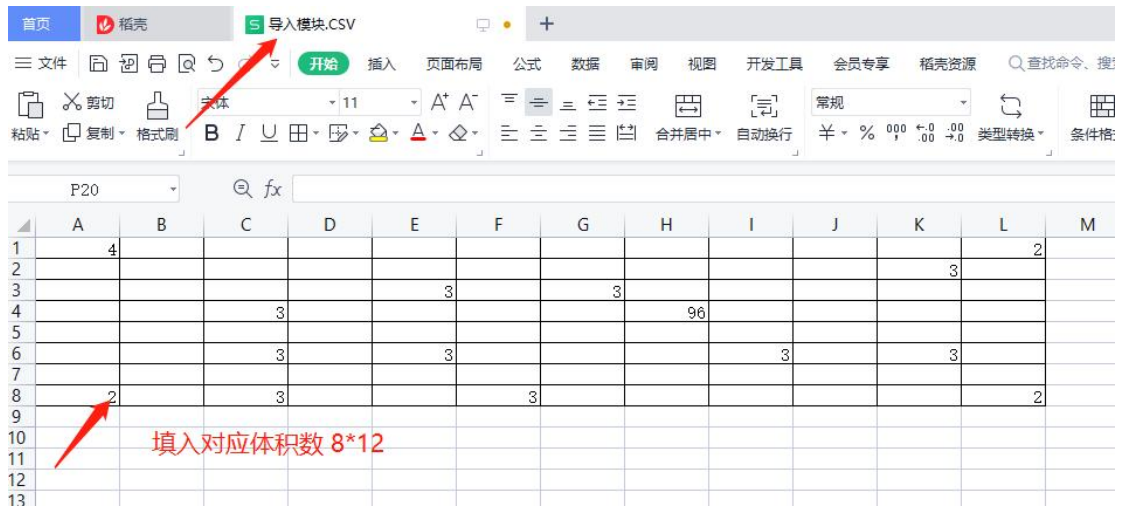 首页 稻壳 S 导入模块.CSV +
文件 开始 插入 页面布局 公式 数据 审阅 视图 开发工具 会员专享 稻壳资源 查找命令、搜
剪切 宋体 11 A⁺ A⁻ 常规
粘贴 复制 格式刷 B I U A 合并居中 自动换行 ¥ % 000 类型转换 条件格
P20 fx
A B C D E F G H I J K L M
1 4 2
2 3
3 3 3
4 3 96
5
6 3 3 3 3
7
8 2 3 3 2
9
10
11
12
13
填入对应体积数 8*12